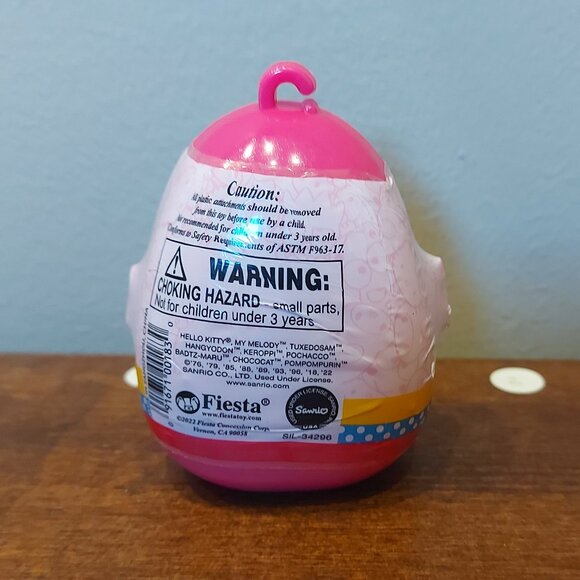 Caution:
All plastic attachments should be removed
from this toy before use by a child.
Not recommended for children under 3 years old.
Conforms to Safety Requirements of ASTM F963-17.
WARNING:
CHOKING HAZARD - small parts,
Not for children under 3 years
HELLO KITTY®, MY MELODY™, TUXEDOSAM™,
HANGYODON™, KEROPPI™, POCHACCO™,
BADTZ-MARU™, CHOCOCAT™, POMPOMPURIN™
©'76, '79, '85, '88, '89, '93, '96, '18, '22
SANRIO CO., LTD. Used Under License.
www.sanrio.com
Fiesta®
www.fiestatoy.com
©2022 Fiesta Concession Corp.
Vernon, CA 90058
USED UNDER LICENSE
Sanrio
USA
SIL-34296